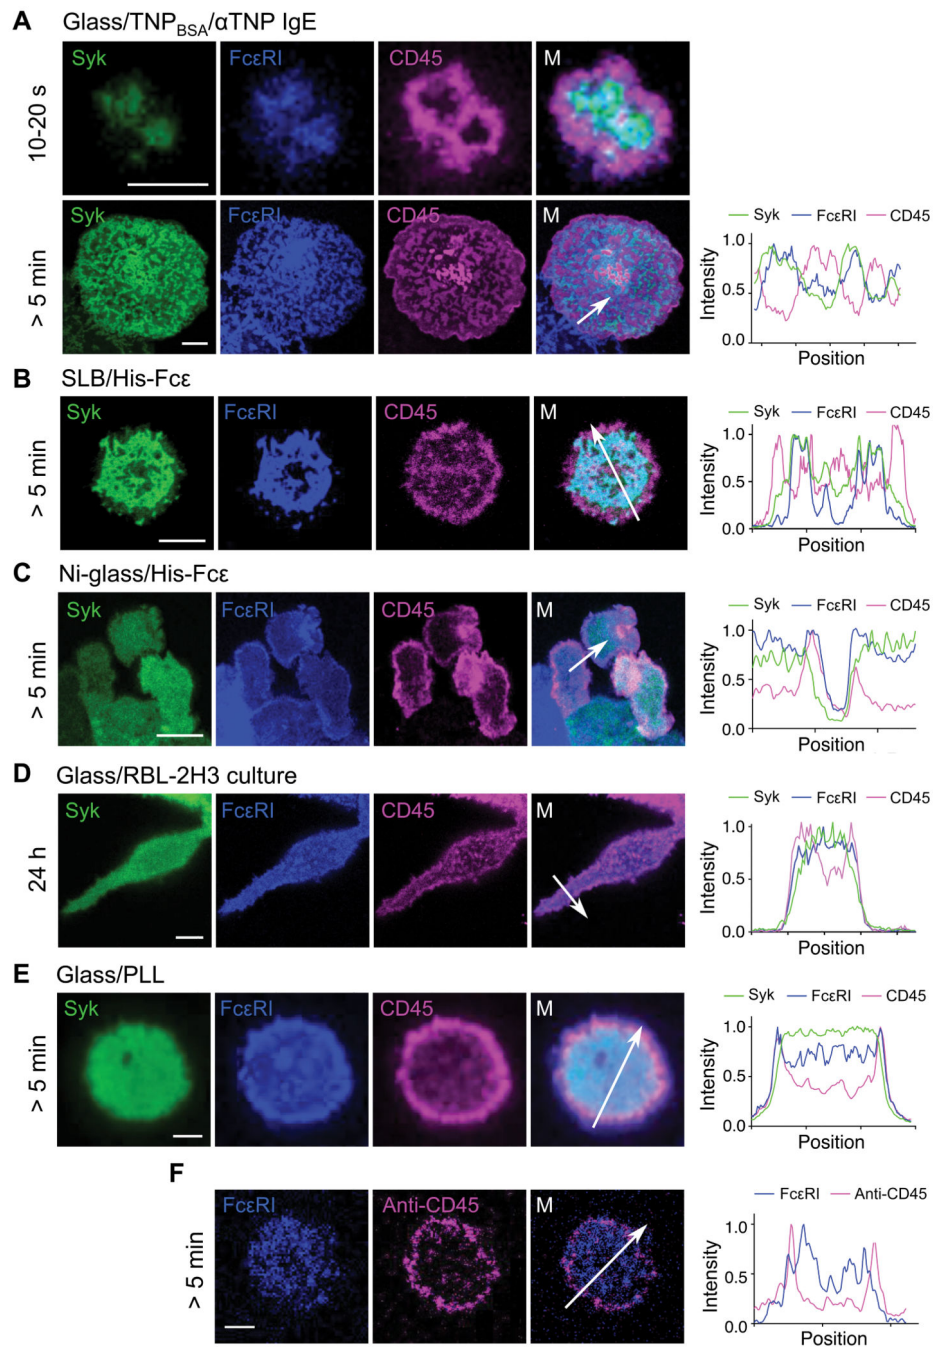 A Glass/TNPBSA/αTNP IgE
10-20 s
Syk FcεRI CD45 M
> 5 min
Syk FcεRI CD45 M
Syk FcεRI CD45
Intensity
1.0
0.5
0.0
Position
B SLB/His-Fcε
> 5 min
Syk FcεRI CD45 M
Syk FcεRI CD45
Intensity
1.0
0.5
0.0
Position
C Ni-glass/His-Fcε
> 5 min
Syk FcεRI CD45 M
Syk FcεRI CD45
Intensity
1.0
0.5
0.0
Position
D Glass/RBL-2H3 culture
24 h
Syk FcεRI CD45 M
Syk FcεRI CD45
Intensity
1.0
0.5
0.0
Position
E Glass/PLL
> 5 min
Syk FcεRI CD45 M
Syk FcεRI CD45
Intensity
1.0
0.5
0.0
Position
F
> 5 min
FcεRI Anti-CD45 M
FcεRI Anti-CD45
Intensity
1.0
0.5
0.0
Position